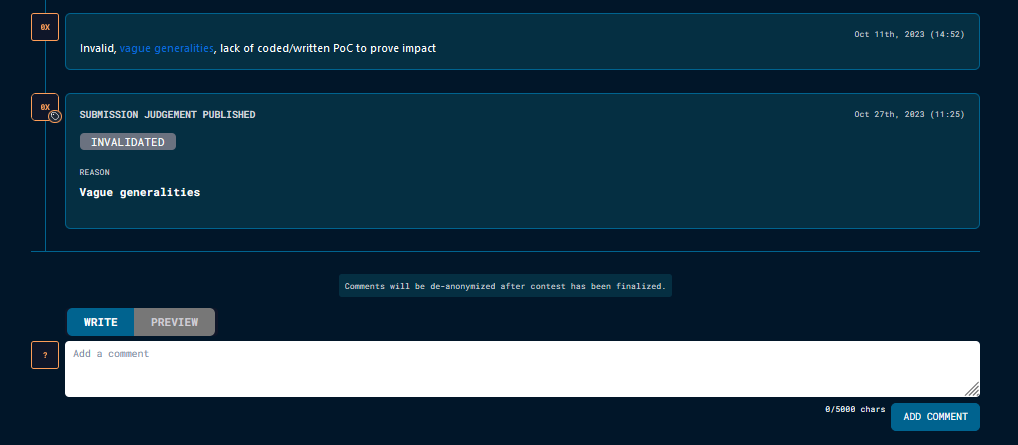 0X
Oct 11th, 2023 (14:52)
Invalid, vague generalities, lack of coded/written PoC to prove impact
0X
SUBMISSION JUDGEMENT PUBLISHED
Oct 27th, 2023 (11:25)
INVALIDATED
REASON
Vague generalities
Comments will be de-anonymized after contest has been finalized.
WRITE PREVIEW
?
Add a comment
0/5000 chars
ADD COMMENT